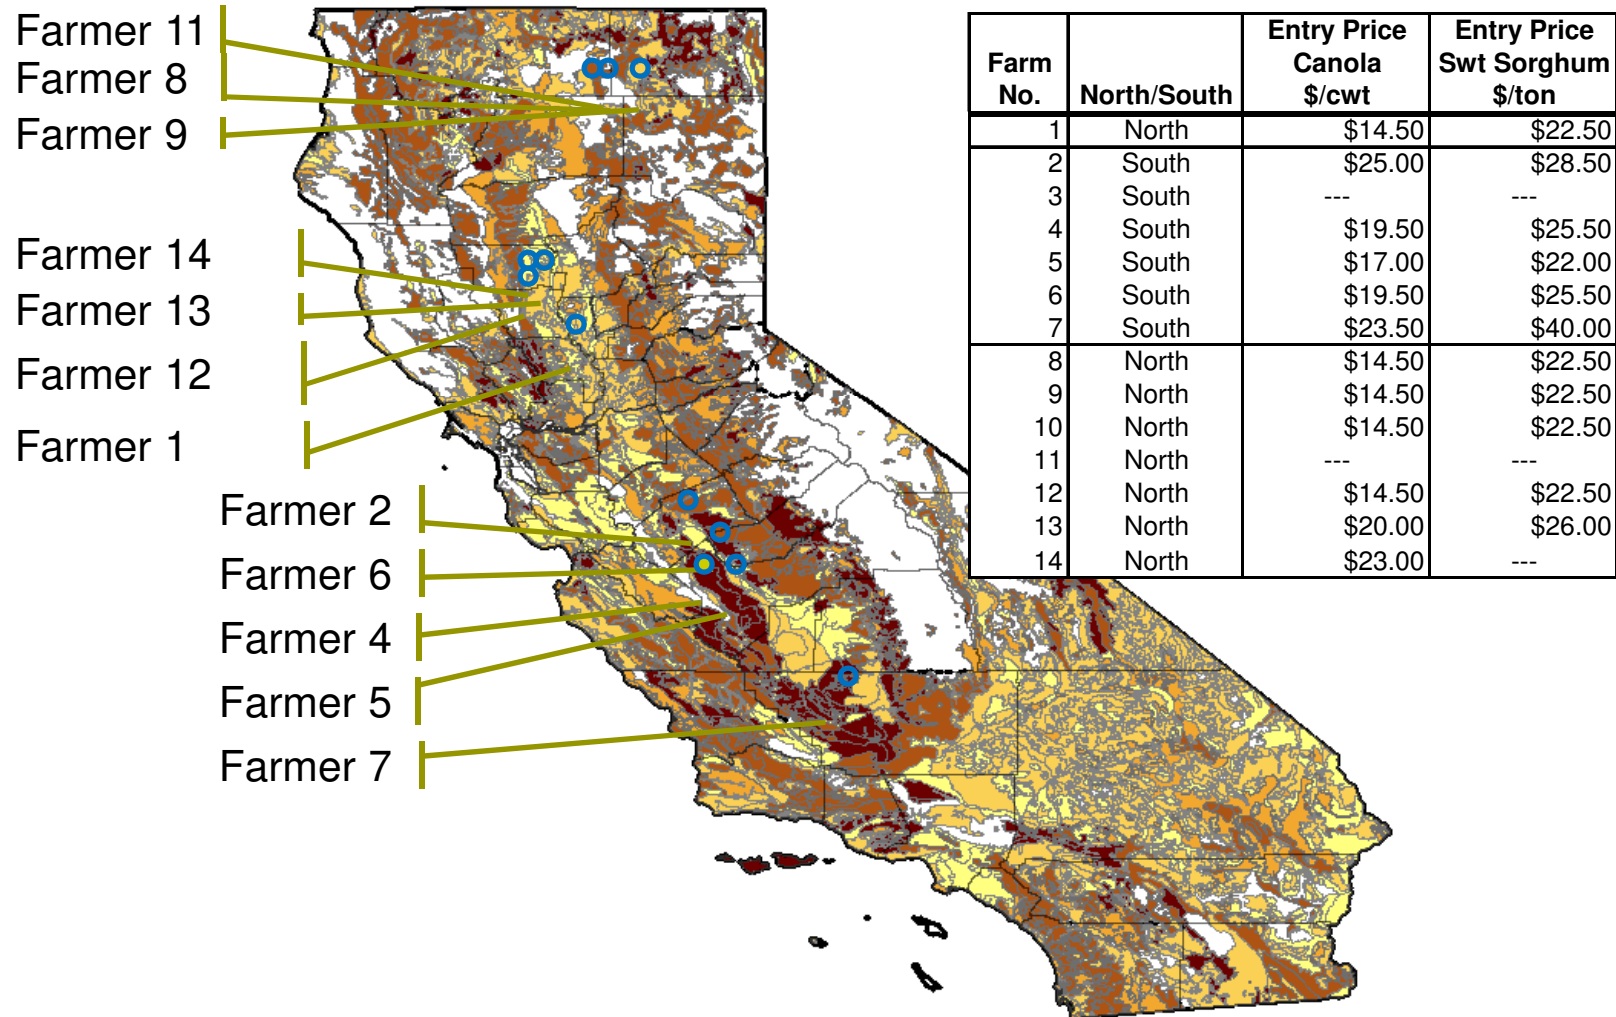 Farmer 11
Farmer 8
Farmer 9
Farmer 14
Farmer 13
Farmer 12
Farmer 1
Farmer 2
Farmer 6
Farmer 4
Farmer 5
Farmer 7
Farm No. North/South Entry Price Canola $/cwt Entry Price Swt Sorghum $/ton
1 North $14.50 $22.50
2 South $25.00 $28.50
3 South --- ---
4 South $19.50 $25.50
5 South $17.00 $22.00
6 South $19.50 $25.50
7 South $23.50 $40.00
8 North $14.50 $22.50
9 North $14.50 $22.50
10 North $14.50 $22.50
11 North --- ---
12 North $14.50 $22.50
13 North $20.00 $26.00
14 North $23.00 ---